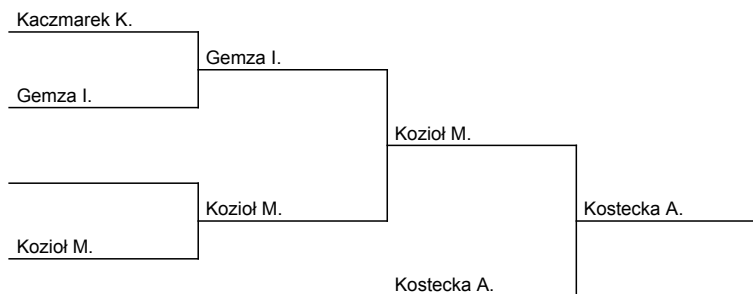 Kaczmarek K.
Gemza I.
Gemza I.
Kozioł M.
Kozioł M.
Kostecka A.
Kozioł M.
Kostecka A.